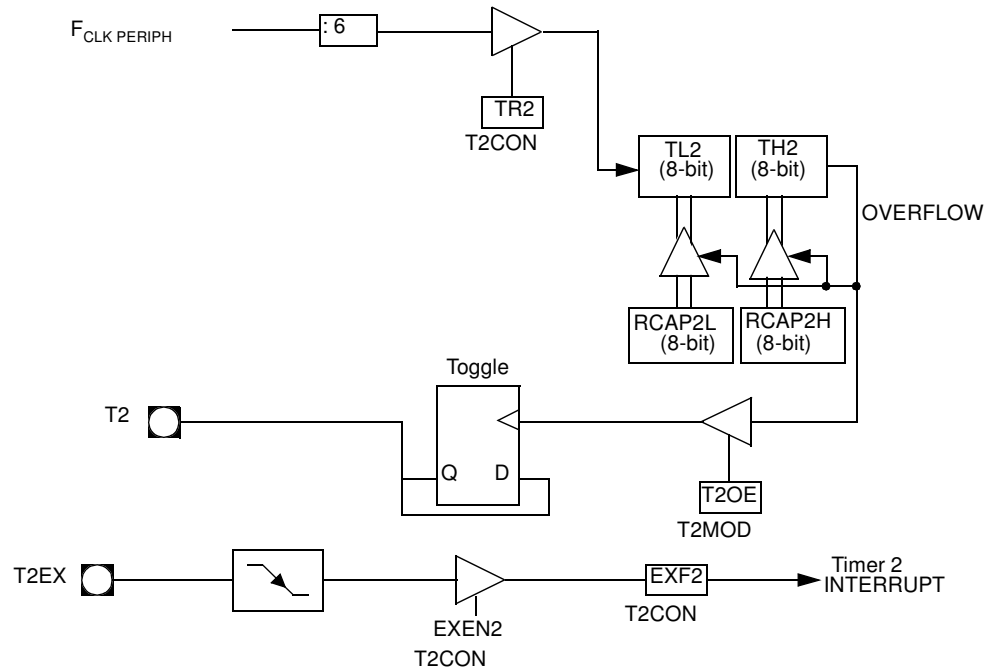 FCLK PERIPH
: 6
TR2
T2CON
TL2
(8-bit)
TH2
(8-bit)
OVERFLOW
RCAP2L
(8-bit)
RCAP2H
(8-bit)
Toggle
T2
Q
D
T2OE
T2MOD
T2EX
EXEN2
T2CON
EXF2
T2CON
Timer 2
INTERRUPT